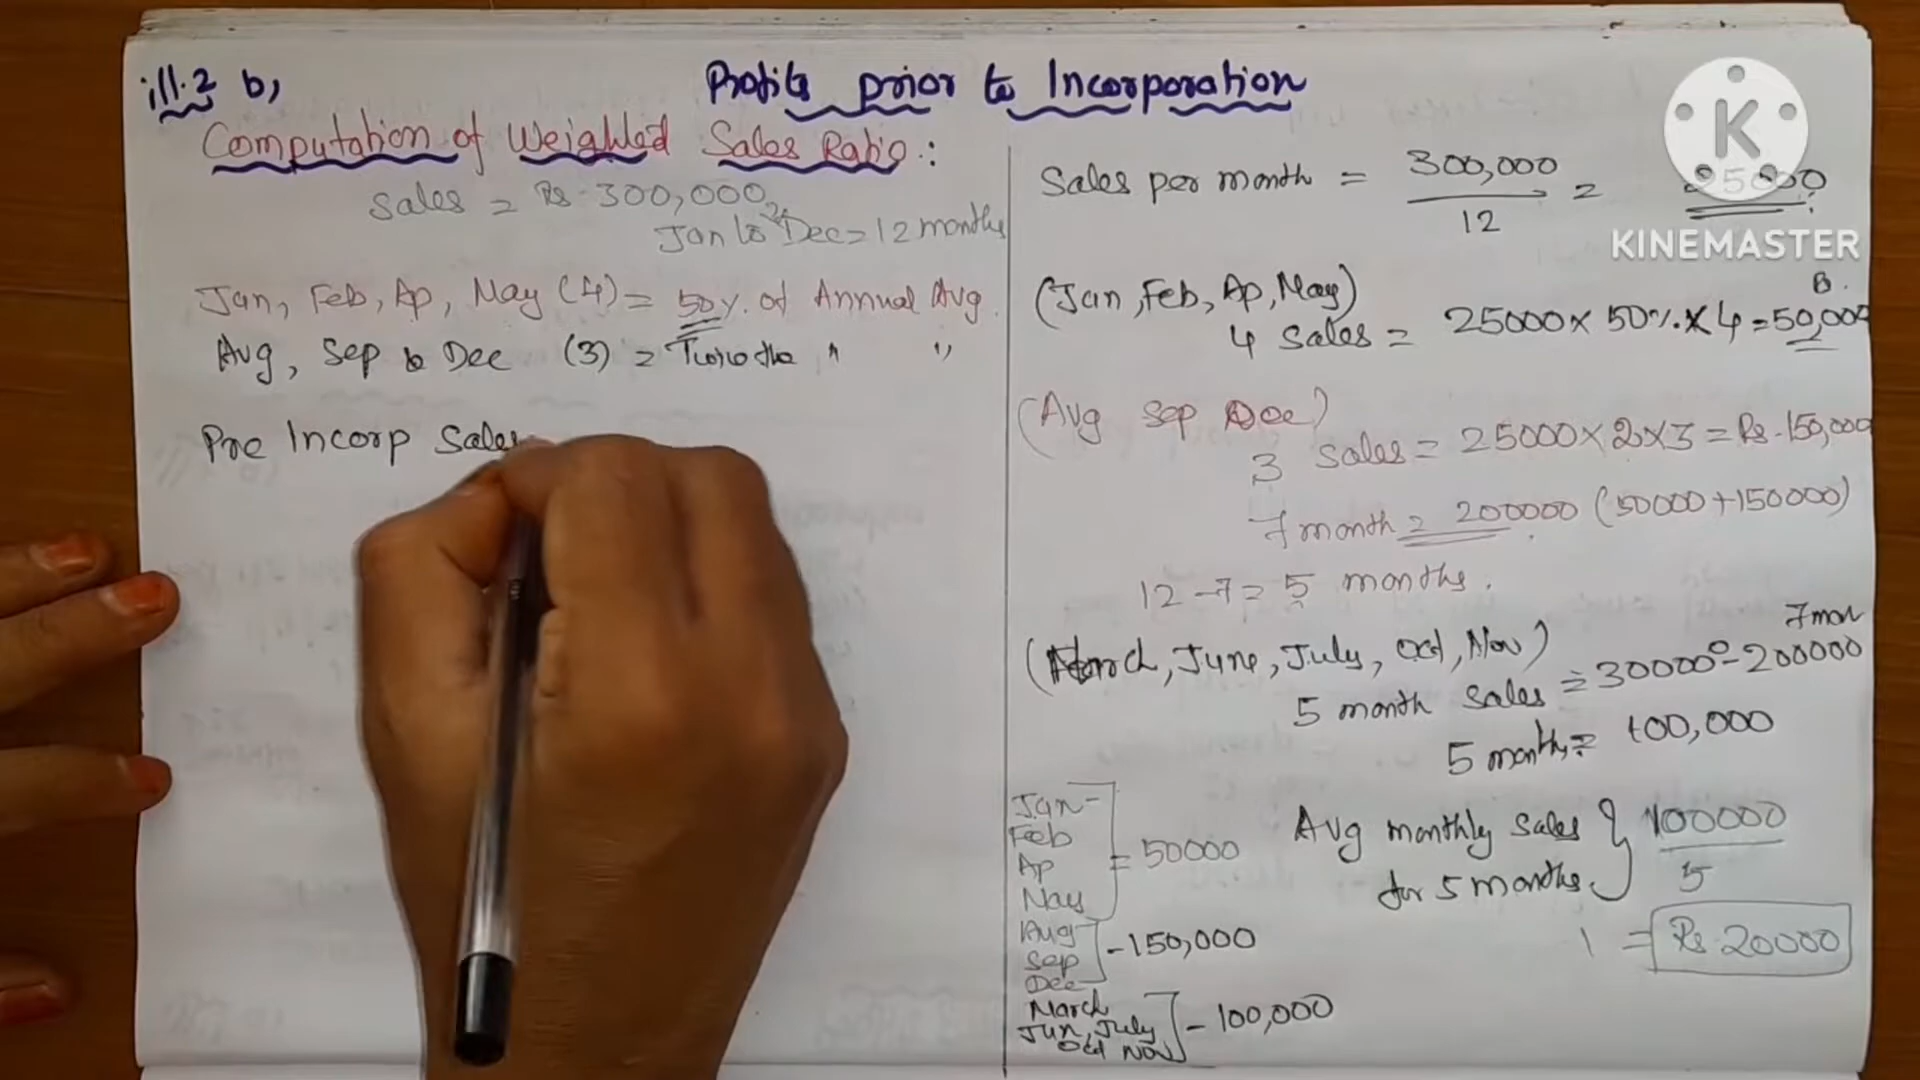 ill.2 b, Profits prior to Incorporation
Computation of Weighted Sales Ratio :
Sales = Rs. 300,000
Jan to Dec = 12 months
Jan, Feb, Ap, May (4) = 50% of Annual Avg.
Aug, Sep & Dec (3) = Twice the " "
Pre Incorp Sales
K
KINEMASTER
Sales per month = 300,000 / 12 = 25000
(Jan, Feb, Ap, May)
4 Sales = 25000 × 50% × 4 = 50,000
(Aug Sep Dec)
3 Sales = 25000 × 2 × 3 = Rs. 150,000
7 month = 200000 (50000 + 150000)
12 - 7 = 5 months.
(March, June, July, Oct, Nov) 7 mon
5 month Sales = 300000 - 200000
5 months = 100,000
Avg monthly Sales for 5 months } 100000 / 5
= Rs. 20000
Jan
Feb
Ap
May
= 50000
Aug
Sep
Dec
- 150,000
March
Jun, July
Oct Nov
- 100,000